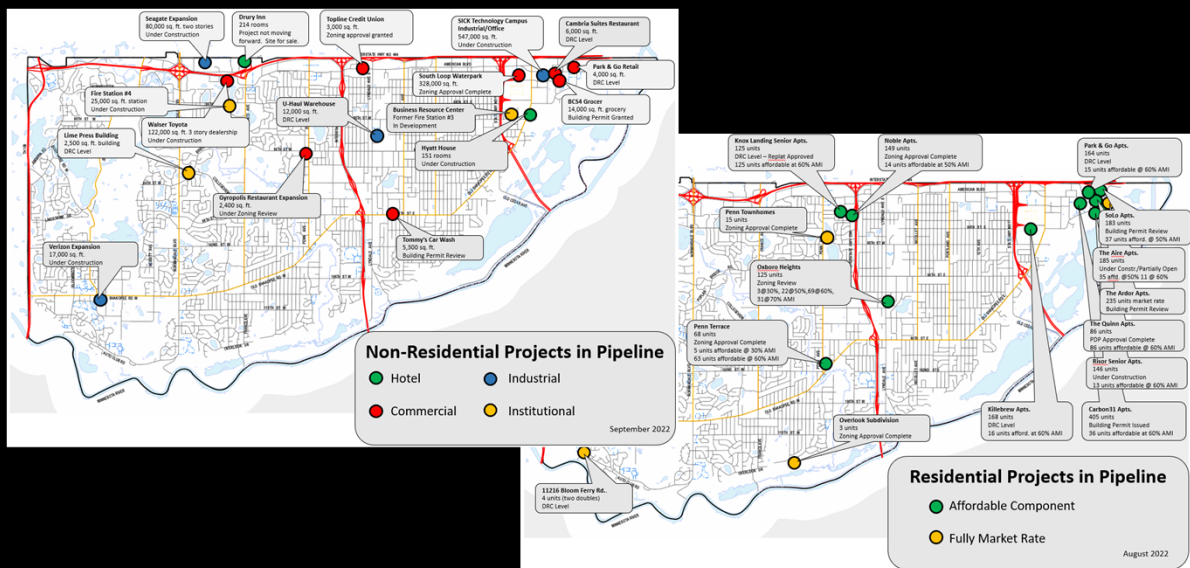 Seagate Expansion
80,000 sq. ft. two stories
Under Construction
Drury Inn
214 rooms
Project not moving
forward. Site for sale.
Topline Credit Union
3,000 sq. ft.
Zoning approval granted
SICK Technology Campus
Industrial/Office
547,000 sq. ft.
Under Construction
Cambria Suites Restaurant
6,000 sq. ft.
DRC Level
Park & Go Retail
4,000 sq. ft.
DRC Level
South Loop Waterpark
328,000 sq. ft.
Zoning Approval Complete
BCS4 Grocer
14,000 sq. ft. grocery
Building Permit Granted
Fire Station #4
25,000 sq. ft. station
Under Construction
U-Haul Warehouse
12,000 sq. ft.
DRC Level
Business Resource Center
Former Fire Station #3
In Development
Walser Toyota
122,000 sq. ft. 3 story dealership
Under Construction
Lime Press Building
2,500 sq. ft. building
DRC Level
Hyatt House
151 rooms
Under Construction
Gyropolis Restaurant Expansion
2,400 sq. ft.
Under Zoning Review
Tommy's Car Wash
5,300 sq. ft.
Building Permit Review
Verizon Expansion
17,000 sq. ft.
Under Construction
AMERICAN BLVD
MINNESOTA RIVER
Non-Residential Projects in Pipeline
Hotel
Industrial
Commercial
Institutional
September 2022
Knox Landing Senior Apts.
125 units
DRC Level – Replat Approved
125 units affordable at 60% AMI
Noble Apts.
149 units
Zoning Approval Complete
14 units affordable at 50% AMI
Park & Go Apts.
164 units
DRC Level
15 units affordable @ 60% AMI
AMERICAN BLVD
Penn Townhomes
15 units
Zoning Approval Complete
SoLo Apts.
183 units
Building Permit Review
37 units afford. @ 50% AMI
Oxboro Heights
125 units
Zoning Review
3@30%, 22@50%,69@60%,
31@70% AMI
The Aire Apts.
185 units
Under Constr./Partially Open
35 affd. @50% 11 @ 60%
The Ardor Apts.
235 units market rate
Building Permit Review
Penn Terrace
68 units
Zoning Approval Complete
5 units affordable @ 30% AMI
63 units affordable @ 60% AMI
The Quinn Apts.
86 units
PDP Approval Complete
86 units affordable @ 60% AMI
Risor Senior Apts.
146 units
Under Construction
13 units affordable @ 60% AMI
Killebrew Apts.
168 units
DRC Level
16 units afford. at 60% AMI
Carbon31 Apts.
405 units
Building Permit Issued
36 units affordable at 60% AMI
Overlook Subdivision
3 units
Zoning Approval Complete
11216 Bloom Ferry Rd..
4 units (two doubles)
DRC Level
MINNESOTA RIVER
Residential Projects in Pipeline
Affordable Component
Fully Market Rate
August 2022